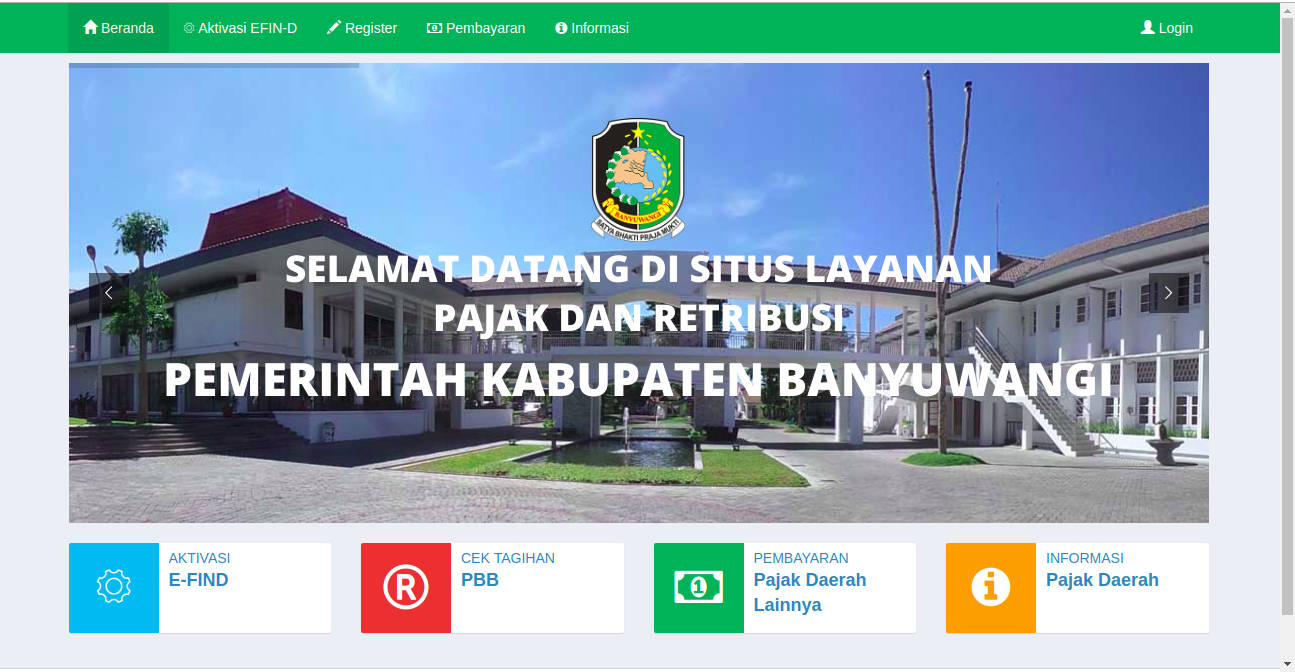 Beranda
Aktivasi EFIN-D
Register
Pembayaran
Informasi
Login
BANYUWANGI
SATYA BHAKTI PRAJA MUKTI
SELAMAT DATANG DI SITUS LAYANAN
PAJAK DAN RETRIBUSI
PEMERINTAH KABUPATEN BANYUWANGI
AKTIVASI
E-FIND
R
CEK TAGIHAN
PBB
1
PEMBAYARAN
Pajak Daerah
Lainnya
INFORMASI
Pajak Daerah